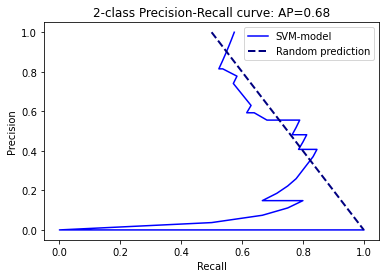 2-class Precision-Recall curve: AP=0.68
SVM-model
Random prediction
Precision
1.0
0.8
0.6
0.4
0.2
0.0
0.0 0.2 0.4 0.6 0.8 1.0
Recall